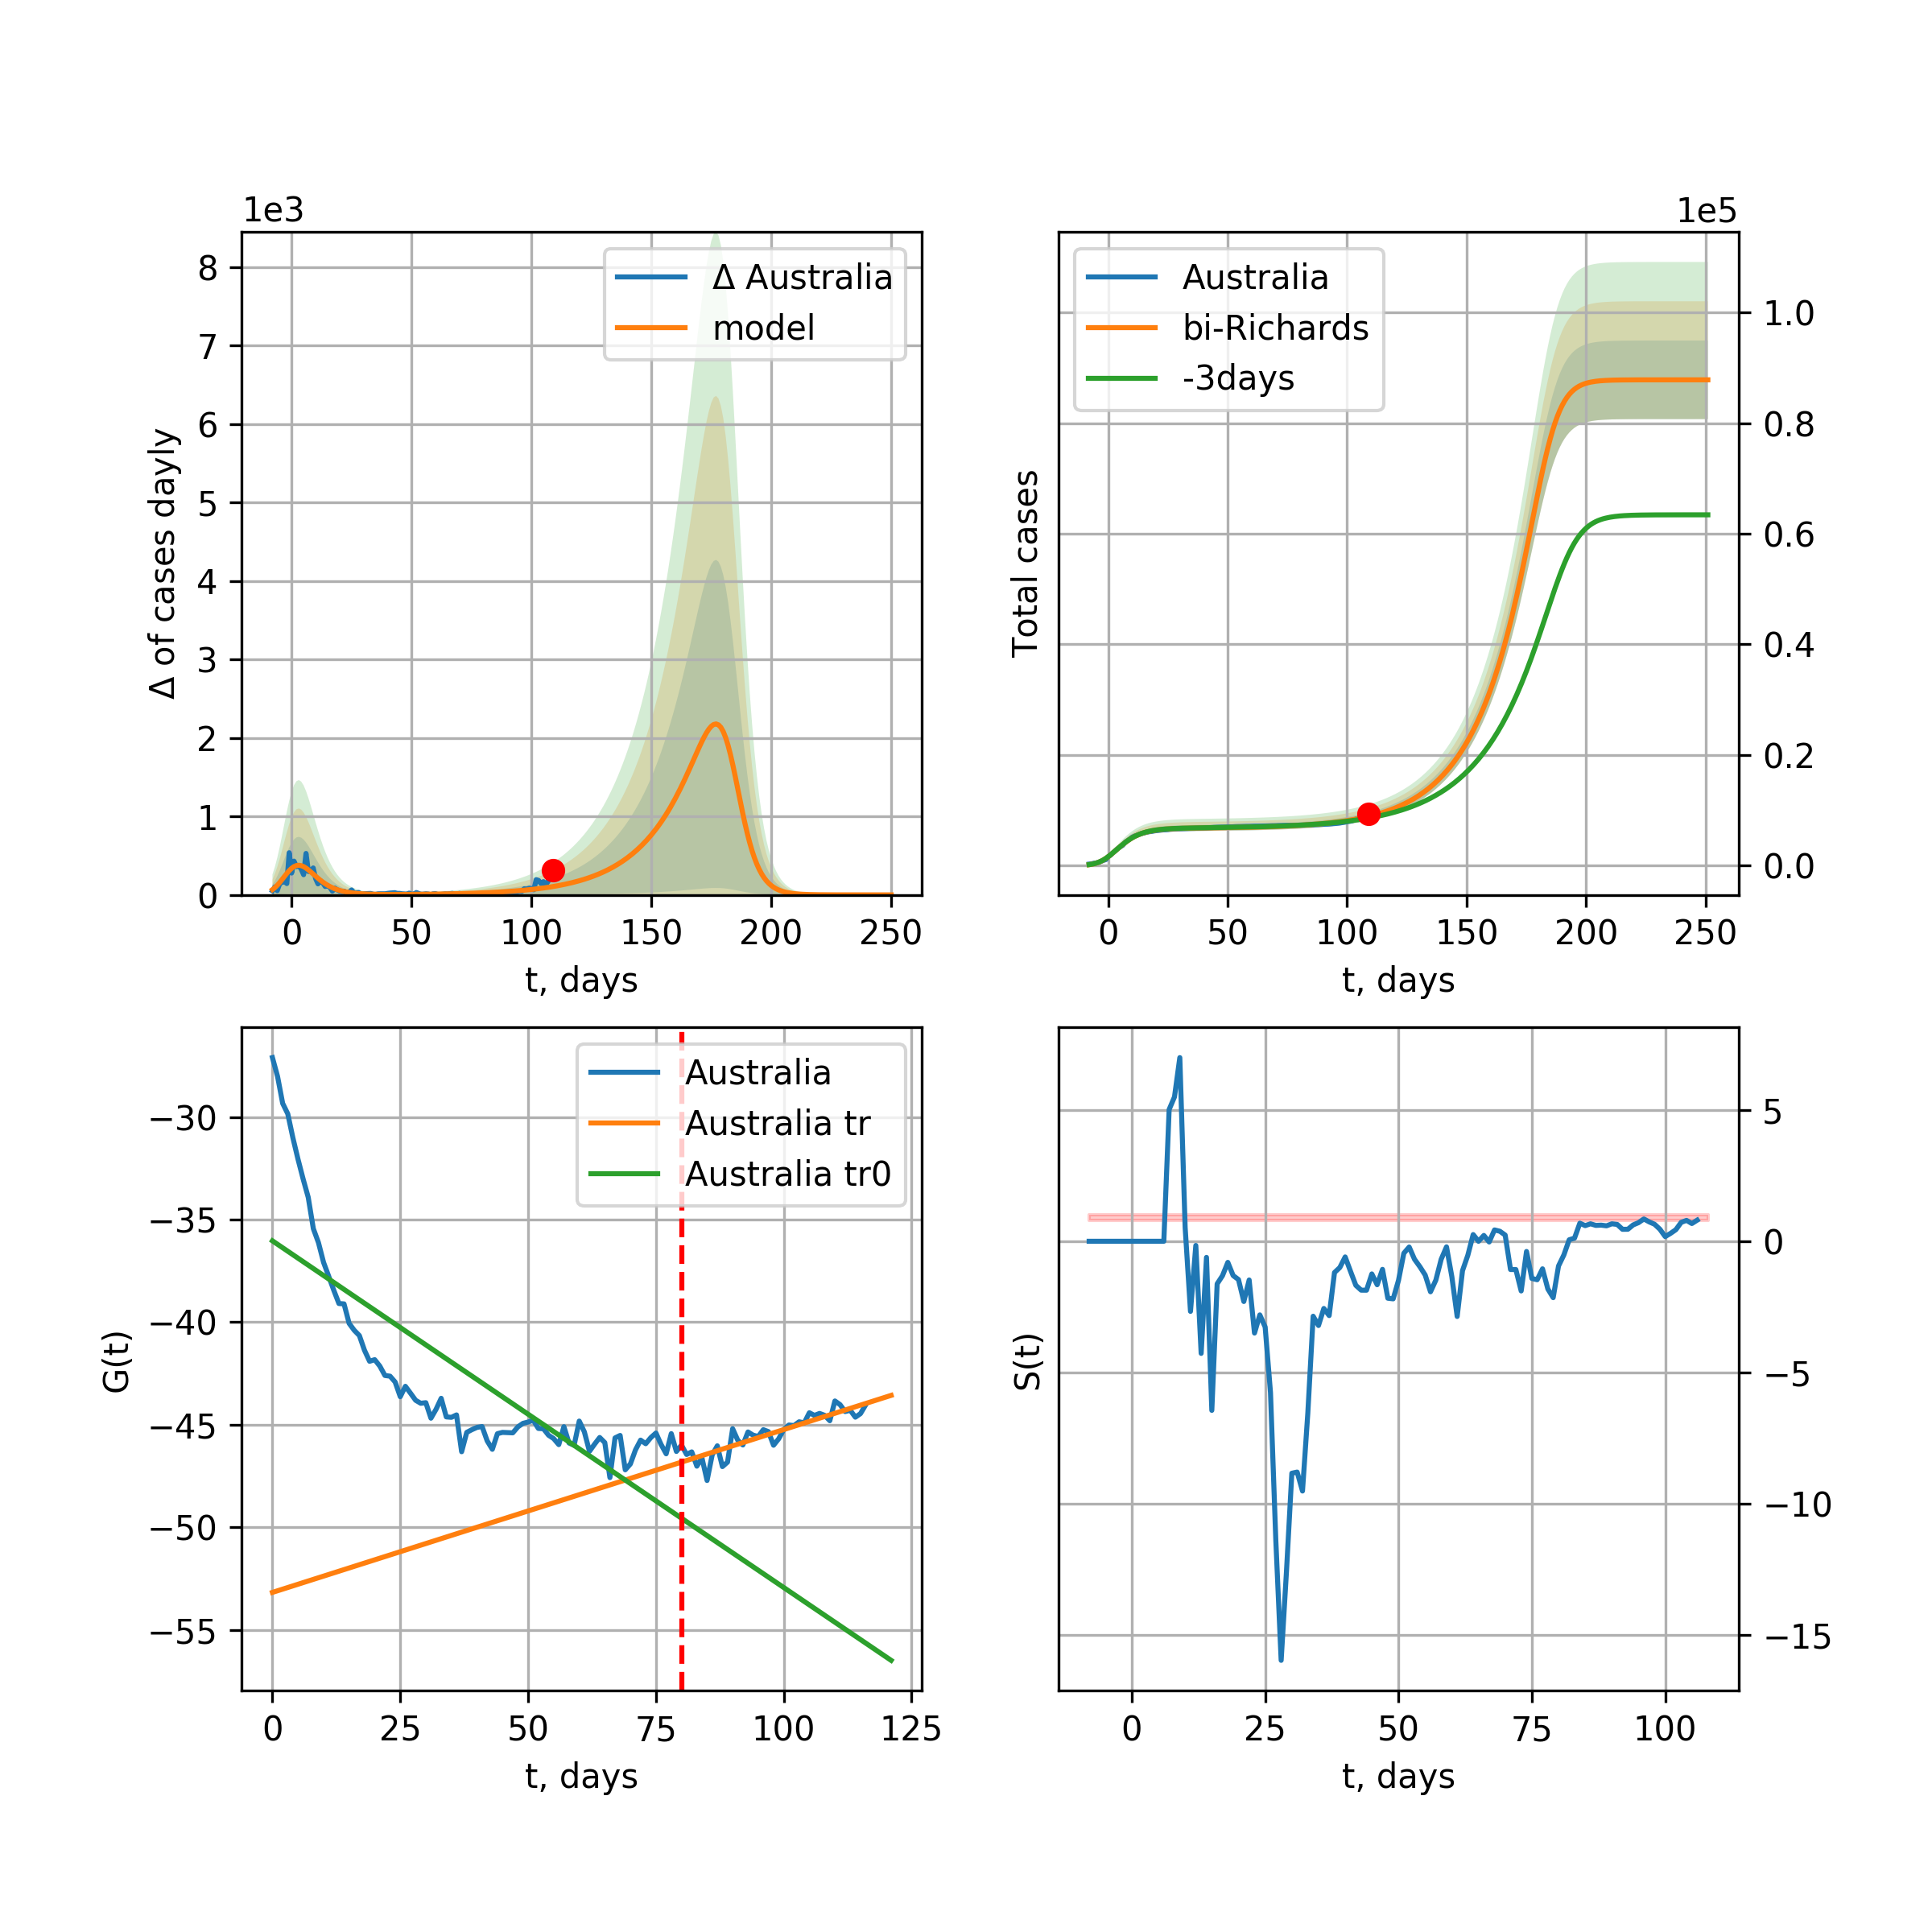 1e3
Δ of cases dayly
8
7
6
5
4
3
2
1
0
Δ Australia
model
0 50 100 150 200 250
t, days
1e5
Total cases
Australia
bi-Richards
-3days
1.0
0.8
0.6
0.4
0.2
0.0
0 50 100 150 200 250
t, days
G(t)
−30
−35
−40
−45
−50
−55
Australia
Australia tr
Australia tr0
0 25 50 75 100 125
t, days
S(t)
5
0
−5
−10
−15
0 25 50 75 100
t, days